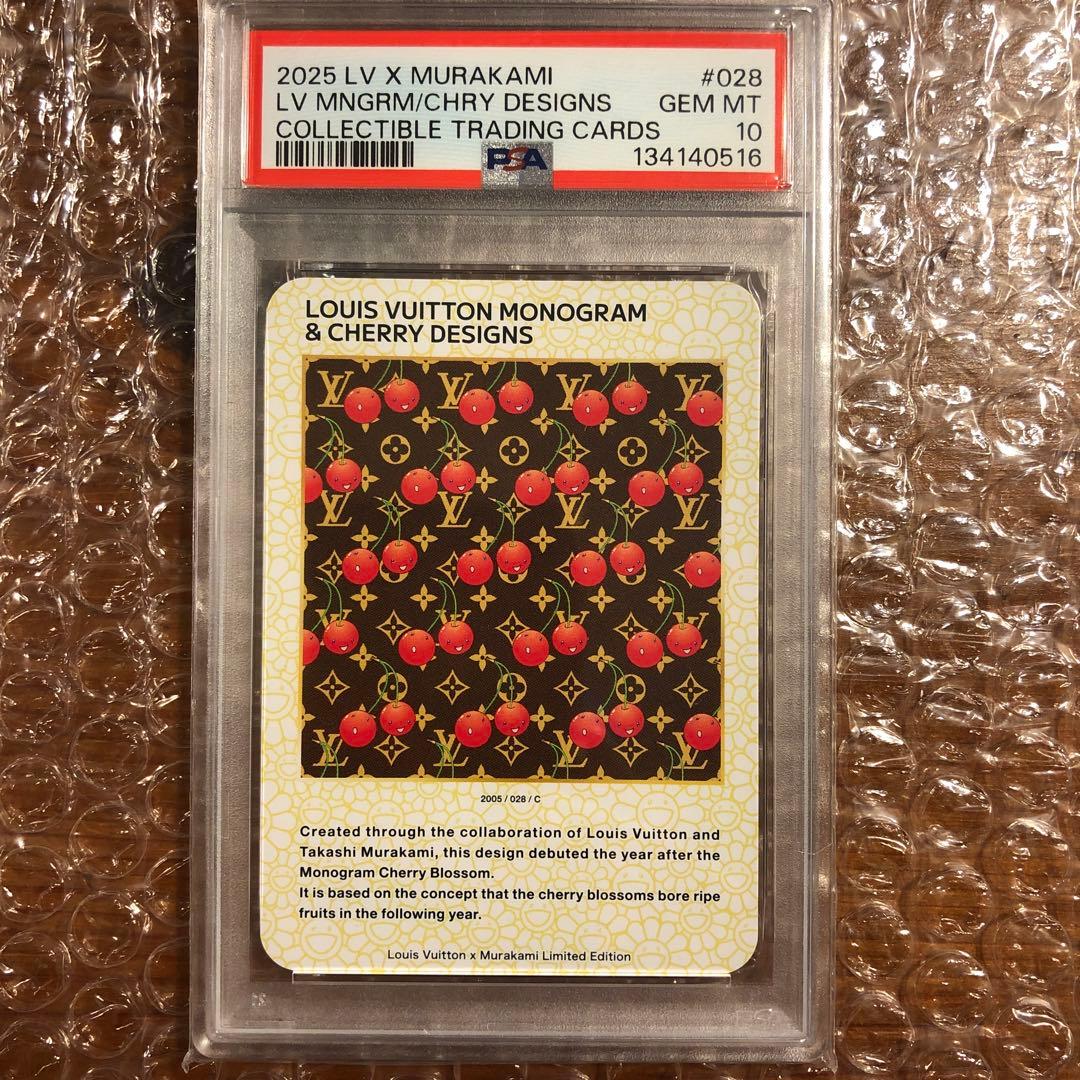 2025 LV X MURAKAMI #028
LV MNGRM/CHRY DESIGNS GEM MT
COLLECTIBLE TRADING CARDS 10
PSA 134140516
LOUIS VUITTON MONOGRAM
& CHERRY DESIGNS
2005 / 028 / C
Created through the collaboration of Louis Vuitton and
Takashi Murakami, this design debuted the year after the
Monogram Cherry Blossom.
It is based on the concept that the cherry blossoms bore ripe
fruits in the following year.
Louis Vuitton x Murakami Limited Edition